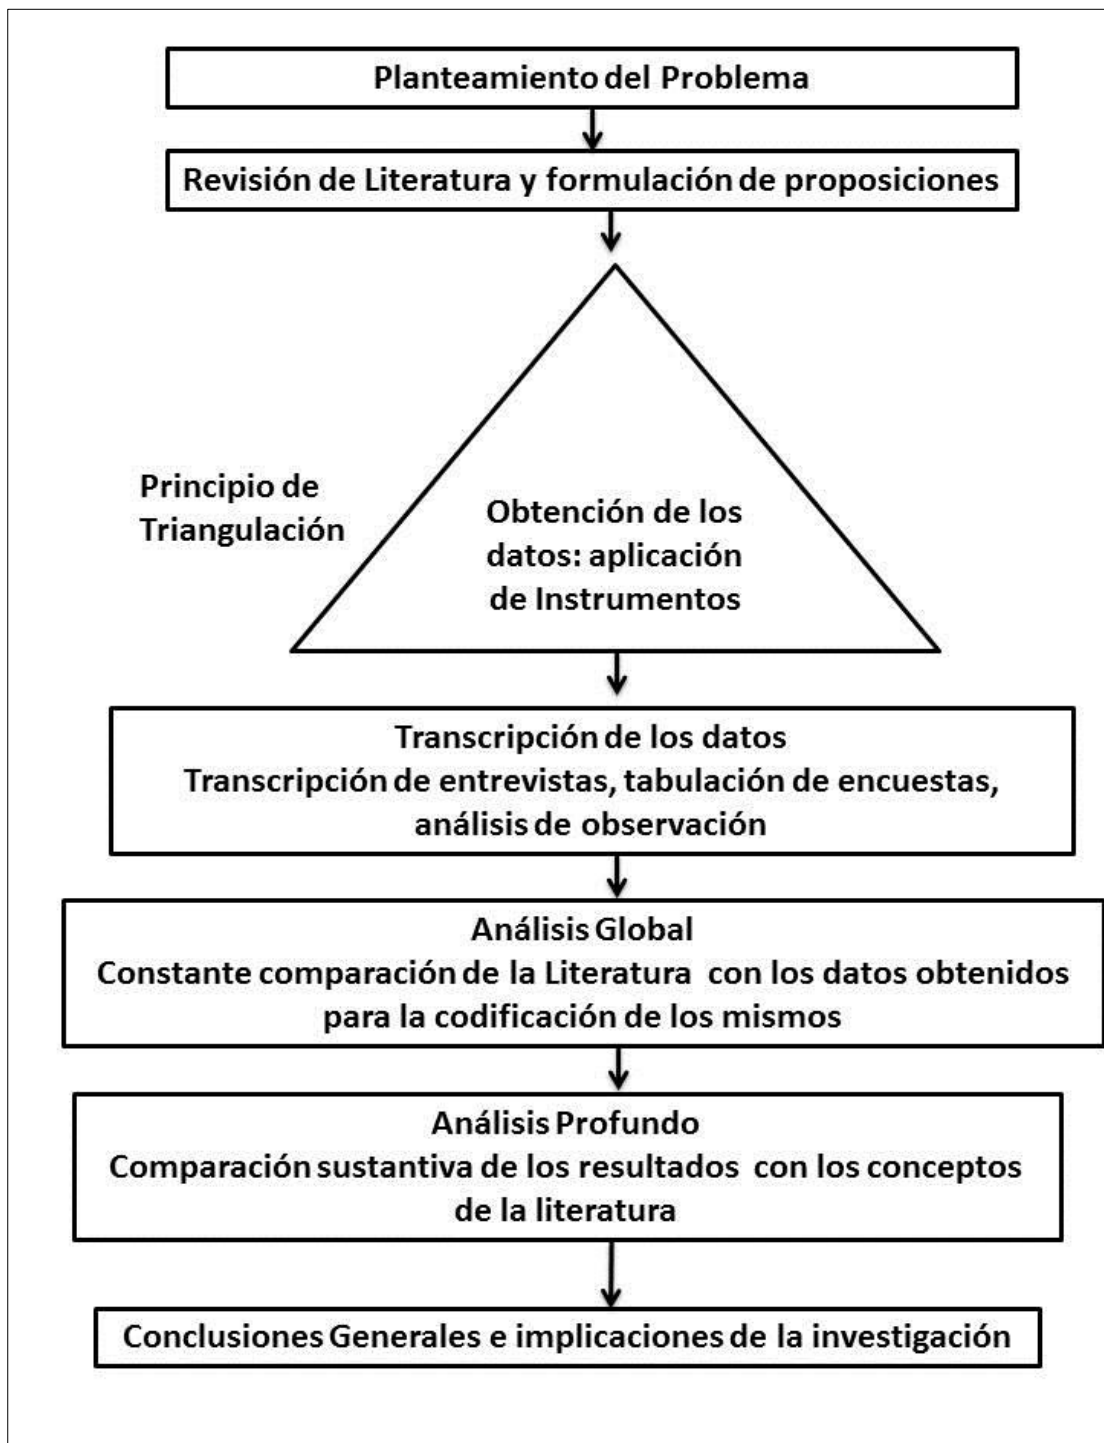 Planteamiento del Problema
Revisión de Literatura y formulación de proposiciones
Principio de
Triangulación
Obtención de los
datos: aplicación
de Instrumentos
Transcripción de los datos
Transcripción de entrevistas, tabulación de encuestas,
análisis de observación
Análisis Global
Constante comparación de la Literatura con los datos obtenidos
para la codificación de los mismos
Análisis Profundo
Comparación sustantiva de los resultados con los conceptos
de la literatura
Conclusiones Generales e implicaciones de la investigación